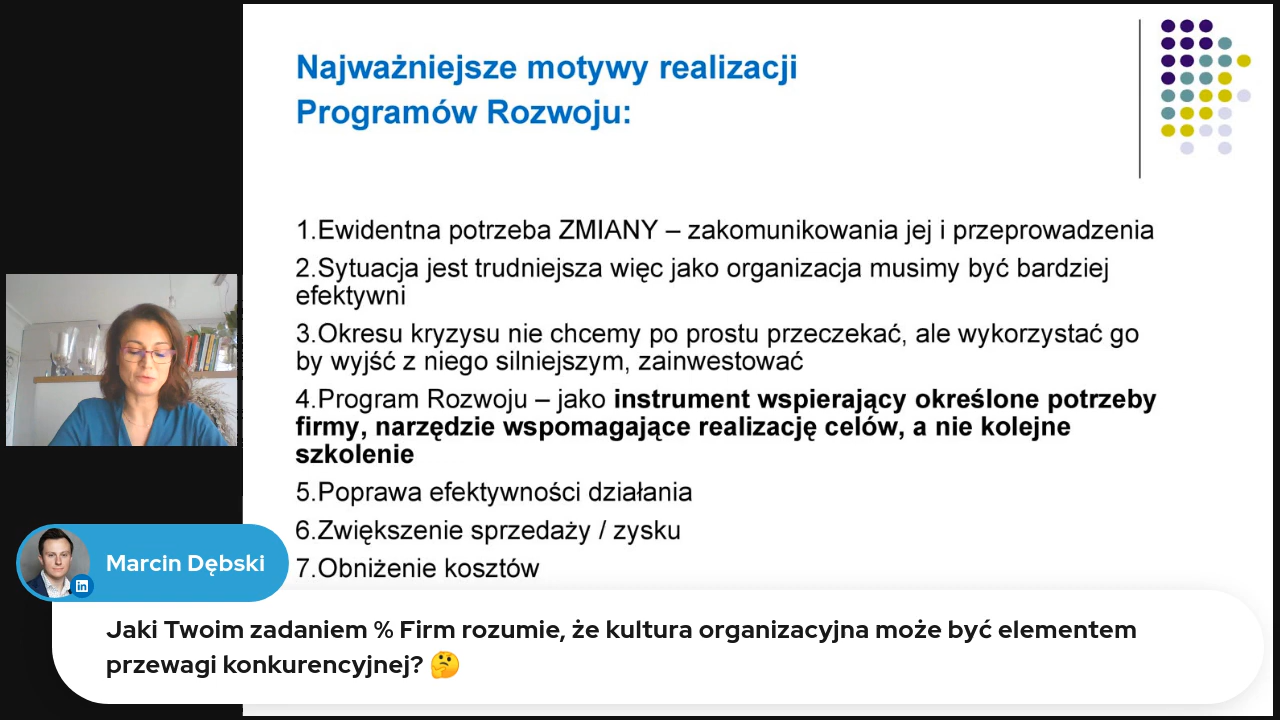 Najważniejsze motywy realizacji
Programów Rozwoju:
1.Ewidentna potrzeba ZMIANY – zakomunikowania jej i przeprowadzenia
2.Sytuacja jest trudniejsza więc jako organizacja musimy być bardziej
efektywni
3.Okresu kryzysu nie chcemy po prostu przeczekać, ale wykorzystać go
by wyjść z niego silniejszym, zainwestować
4.Program Rozwoju – jako instrument wspierający określone potrzeby
firmy, narzędzie wspomagające realizację celów, a nie kolejne
szkolenie
5.Poprawa efektywności działania
6.Zwiększenie sprzedaży / zysku
7.Obniżenie kosztów
Marcin Dębski
in
Jaki Twoim zadaniem % Firm rozumie, że kultura organizacyjna może być elementem
przewagi konkurencyjnej? 🤔